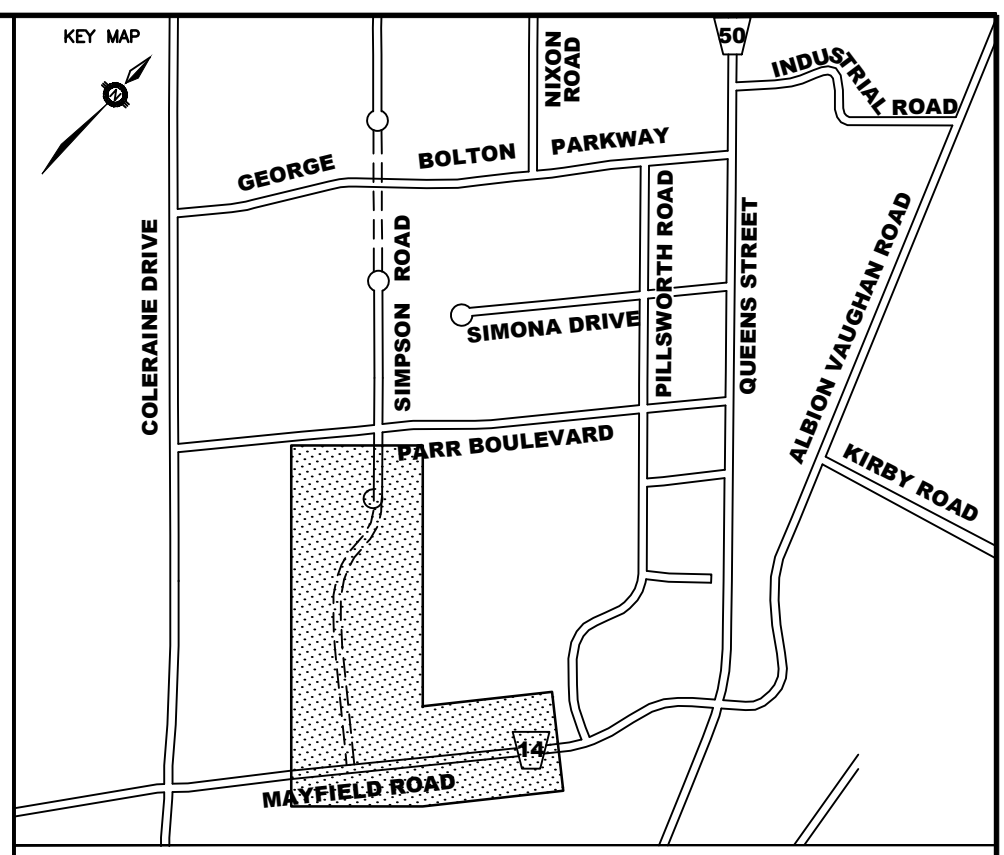 KEY MAP
N
50
NIXON
ROAD
INDUSTRIAL ROAD
GEORGE BOLTON PARKWAY
COLERAINE DRIVE
SIMPSON ROAD
PILLSWORTH ROAD
QUEENS STREET
ALBION VAUGHAN ROAD
SIMONA DRIVE
PARR BOULEVARD
KIRBY ROAD
14
MAYFIELD ROAD